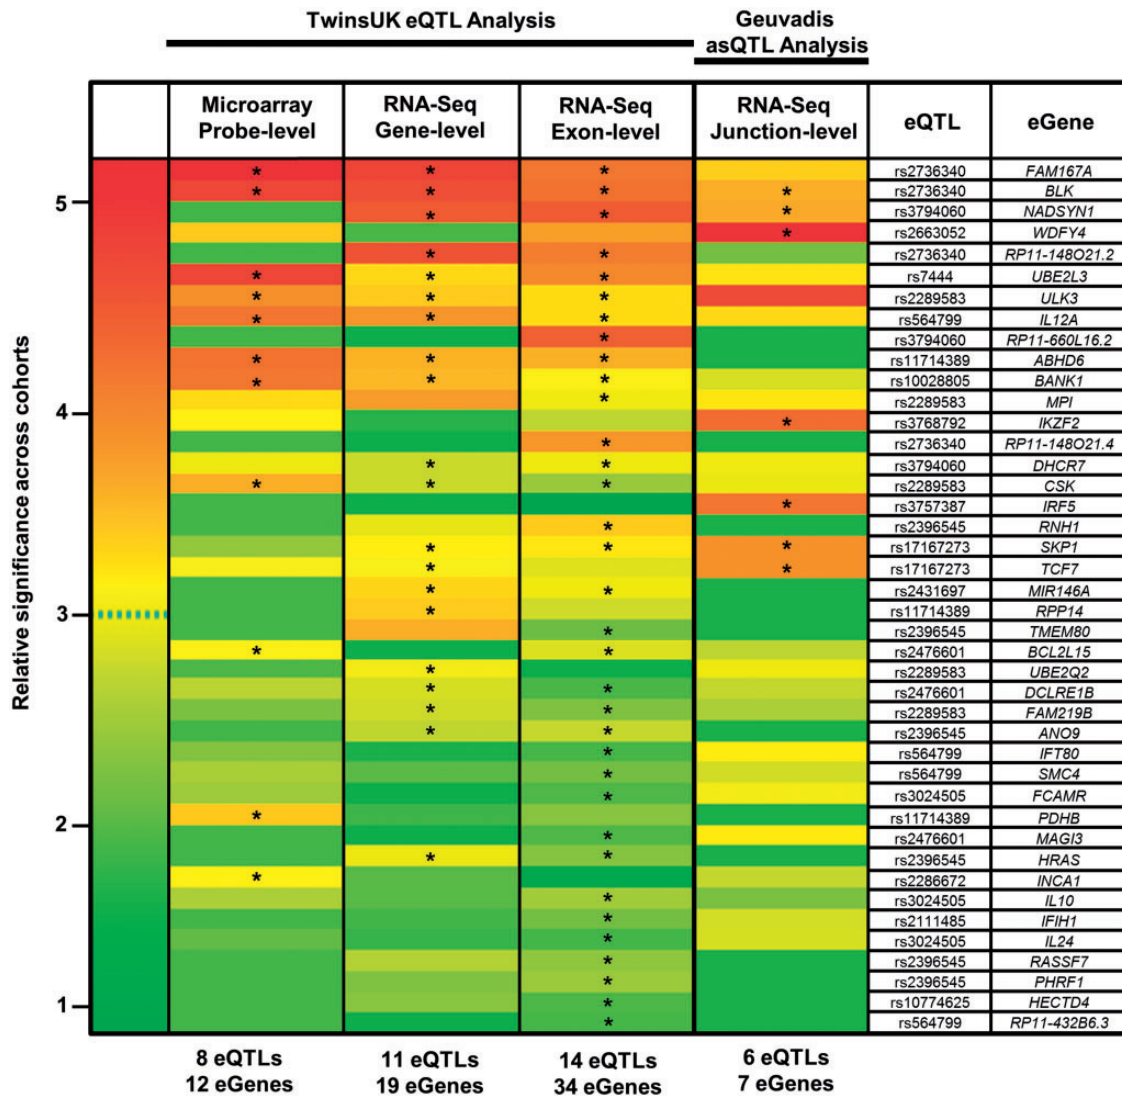 TwinsUK eQTL Analysis
Geuvadis
asQTL Analysis
Microarray
Probe-level
RNA-Seq
Gene-level
RNA-Seq
Exon-level
RNA-Seq
Junction-level
eQTL
eGene
Relative significance across cohorts
5
4
3
2
1
* * * rs2736340 FAM167A
* * * * rs2736340 BLK
* * * rs3794060 NADSYN1
* rs2663052 WDFY4
* * rs2736340 RP11-148O21.2
* * * rs7444 UBE2L3
* * * rs2289583 ULK3
* * * rs564799 IL12A
* rs3794060 RP11-660L16.2
* * * rs11714389 ABHD6
* * * rs10028805 BANK1
* rs2289583 MPI
* rs3768792 IKZF2
* rs2736340 RP11-148O21.4
* * rs3794060 DHCR7
* * * rs2289583 CSK
* rs3757387 IRF5
* rs2396545 RNH1
* * * rs17167273 SKP1
* * rs17167273 TCF7
* * rs2431697 MIR146A
* rs11714389 RPP14
* rs2396545 TMEM80
* * rs2476601 BCL2L15
* rs2289583 UBE2Q2
* * rs2476601 DCLRE1B
* * rs2289583 FAM219B
* * rs2396545 ANO9
* rs564799 IFT80
* rs564799 SMC4
* rs3024505 FCAMR
* rs11714389 PDHB
* rs2476601 MAGI3
* * rs2396545 HRAS
* rs2286672 INCA1
* rs3024505 IL10
* rs2111485 IFIH1
* rs3024505 IL24
* rs2396545 RASSF7
* rs2396545 PHRF1
* rs10774625 HECTD4
* rs564799 RP11-432B6.3
8 eQTLs
12 eGenes
11 eQTLs
19 eGenes
14 eQTLs
34 eGenes
6 eQTLs
7 eGenes